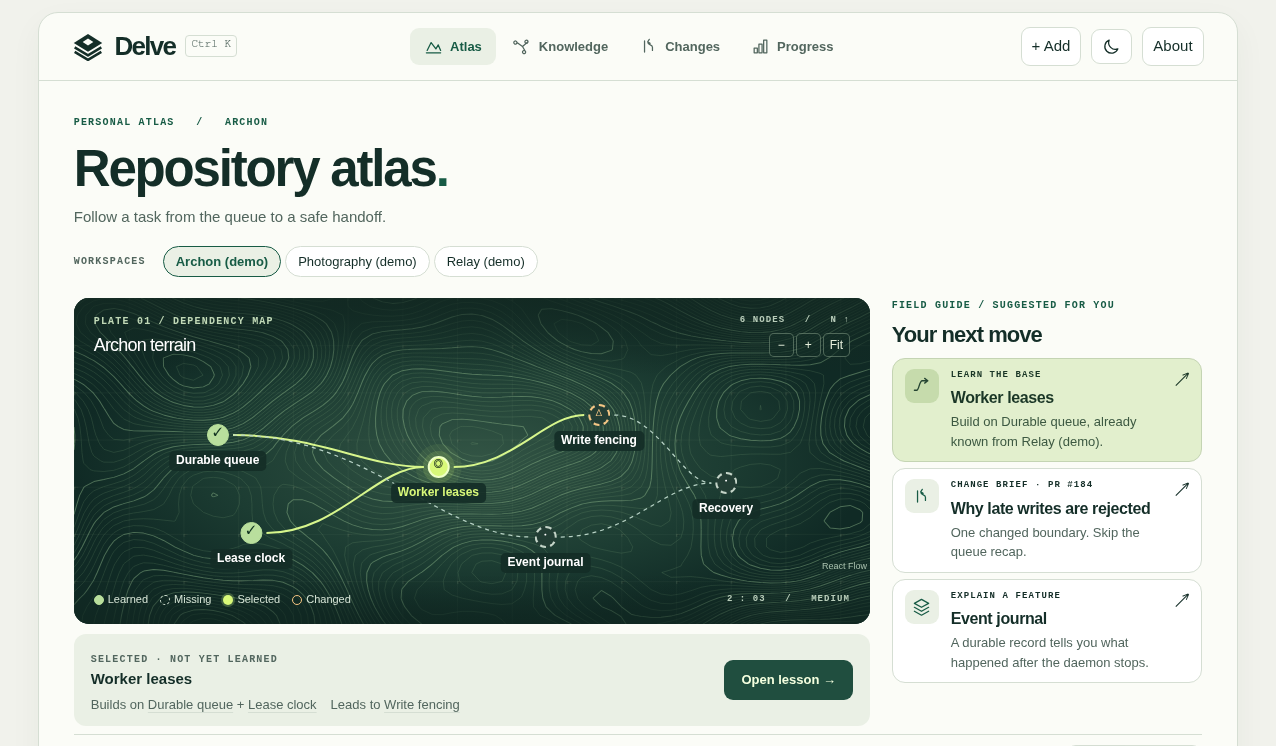 Delve
Ctrl K
Atlas
Knowledge
Changes
Progress
+ Add
About
PERSONAL ATLAS / ARCHON
Repository atlas.
Follow a task from the queue to a safe handoff.
WORKSPACES
Archon (demo)
Photography (demo)
Relay (demo)
PLATE 01 / DEPENDENCY MAP
6 NODES / N ↑
Archon terrain
− + Fit
Write fencing
Durable queue
Worker leases
Recovery
Lease clock
Event journal
React Flow
Learned
Missing
Selected
Changed
2 : 03 / MEDIUM
SELECTED · NOT YET LEARNED
Worker leases
Builds on Durable queue + Lease clock Leads to Write fencing
Open lesson →
FIELD GUIDE / SUGGESTED FOR YOU
Your next move
LEARN THE BASE
Worker leases
Build on Durable queue, already
known from Relay (demo).
CHANGE BRIEF · PR #184
Why late writes are rejected
One changed boundary. Skip the
queue recap.
EXPLAIN A FEATURE
Event journal
A durable record tells you what
happened after the daemon stops.